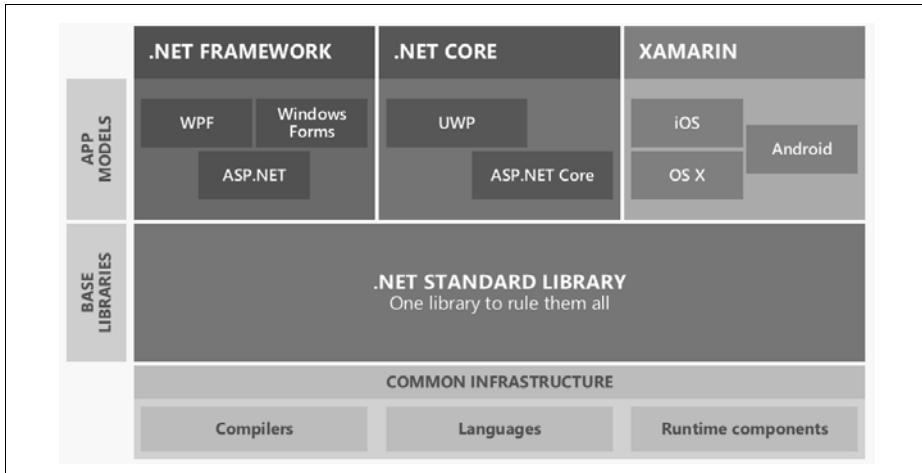 .NET FRAMEWORK
.NET CORE
XAMARIN
APP
MODELS
WPF
Windows
Forms
ASP.NET
UWP
ASP.NET Core
iOS
OS X
Android
BASE
LIBRARIES
.NET STANDARD LIBRARY
One library to rule them all
COMMON INFRASTRUCTURE
Compilers
Languages
Runtime components